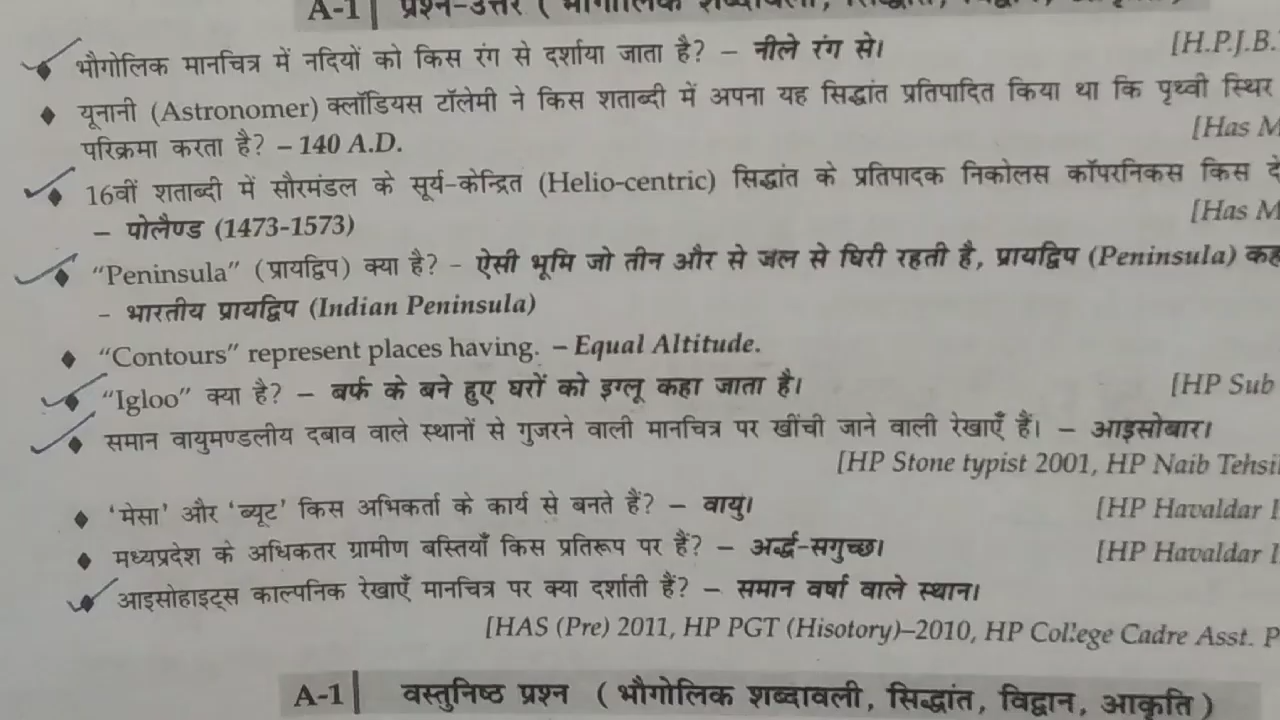 A-1 प्रश्न-उत्तर ( भौगोलिक शब्दावली, सिद्धांत,
भौगोलिक मानचित्र में नदियों को किस रंग से दर्शाया जाता है? – नीले रंग से। [H.P.J.B.
यूनानी (Astronomer) क्लॉडियस टॉलेमी ने किस शताब्दी में अपना यह सिद्धांत प्रतिपादित किया था कि पृथ्वी स्थिर
[Has M
परिक्रमा करता है? – 140 A.D.
16वीं शताब्दी में सौरमंडल के सूर्य-केन्द्रित (Helio-centric) सिद्धांत के प्रतिपादक निकोलस कॉपरनिकस किस दे
– पोलैण्ड (1473-1573) [Has M
"Peninsula" (प्रायद्विप) क्या है? – ऐसी भूमि जो तीन और से जल से घिरी रहती है, प्रायद्विप (Peninsula) कह
– भारतीय प्रायद्विप (Indian Peninsula)
"Contours" represent places having. – Equal Altitude.
"Igloo" क्या है? – बर्फ के बने हुए घरों को इग्लू कहा जाता है। [HP Sub
समान वायुमण्डलीय दबाव वाले स्थानों से गुजरने वाली मानचित्र पर खींची जाने वाली रेखाएँ हैं। – आइसोबार।
[HP Stone typist 2001, HP Naib Tehsil
'मेसा' और 'ब्यूट' किस अभिकर्ता के कार्य से बनते हैं? – वायु। [HP Havaldar I
मध्यप्रदेश के अधिकतर ग्रामीण बस्तियाँ किस प्रतिरूप पर हैं? – अर्द्ध-सगुच्छ। [HP Havaldar I
आइसोहाइट्स काल्पनिक रेखाएँ मानचित्र पर क्या दर्शाती हैं? – समान वर्षा वाले स्थान।
[HAS (Pre) 2011, HP PGT (Hisotory)–2010, HP College Cadre Asst. P
A-1 वस्तुनिष्ठ प्रश्न ( भौगोलिक शब्दावली, सिद्धांत, विद्वान, आकृति )